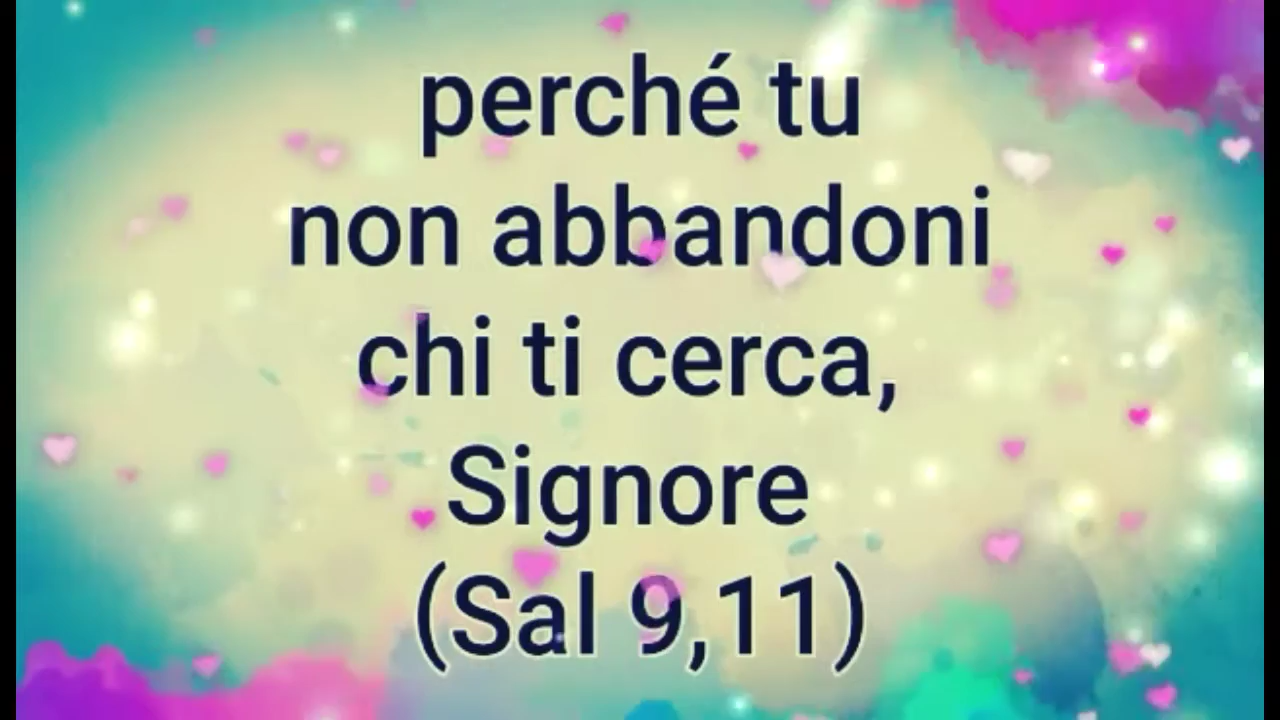 perché tu
non abbandoni
chi ti cerca,
Signore
(Sal 9,11)